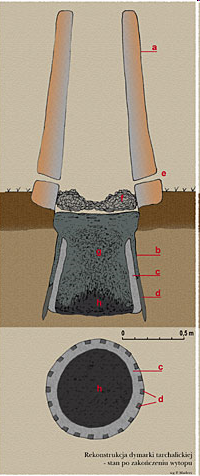 a
e
f
b
c
d
0 0,5 m
c
d
Rekonstrukcja dymarki tarchalickiej
- stan po zakończeniu wytopu